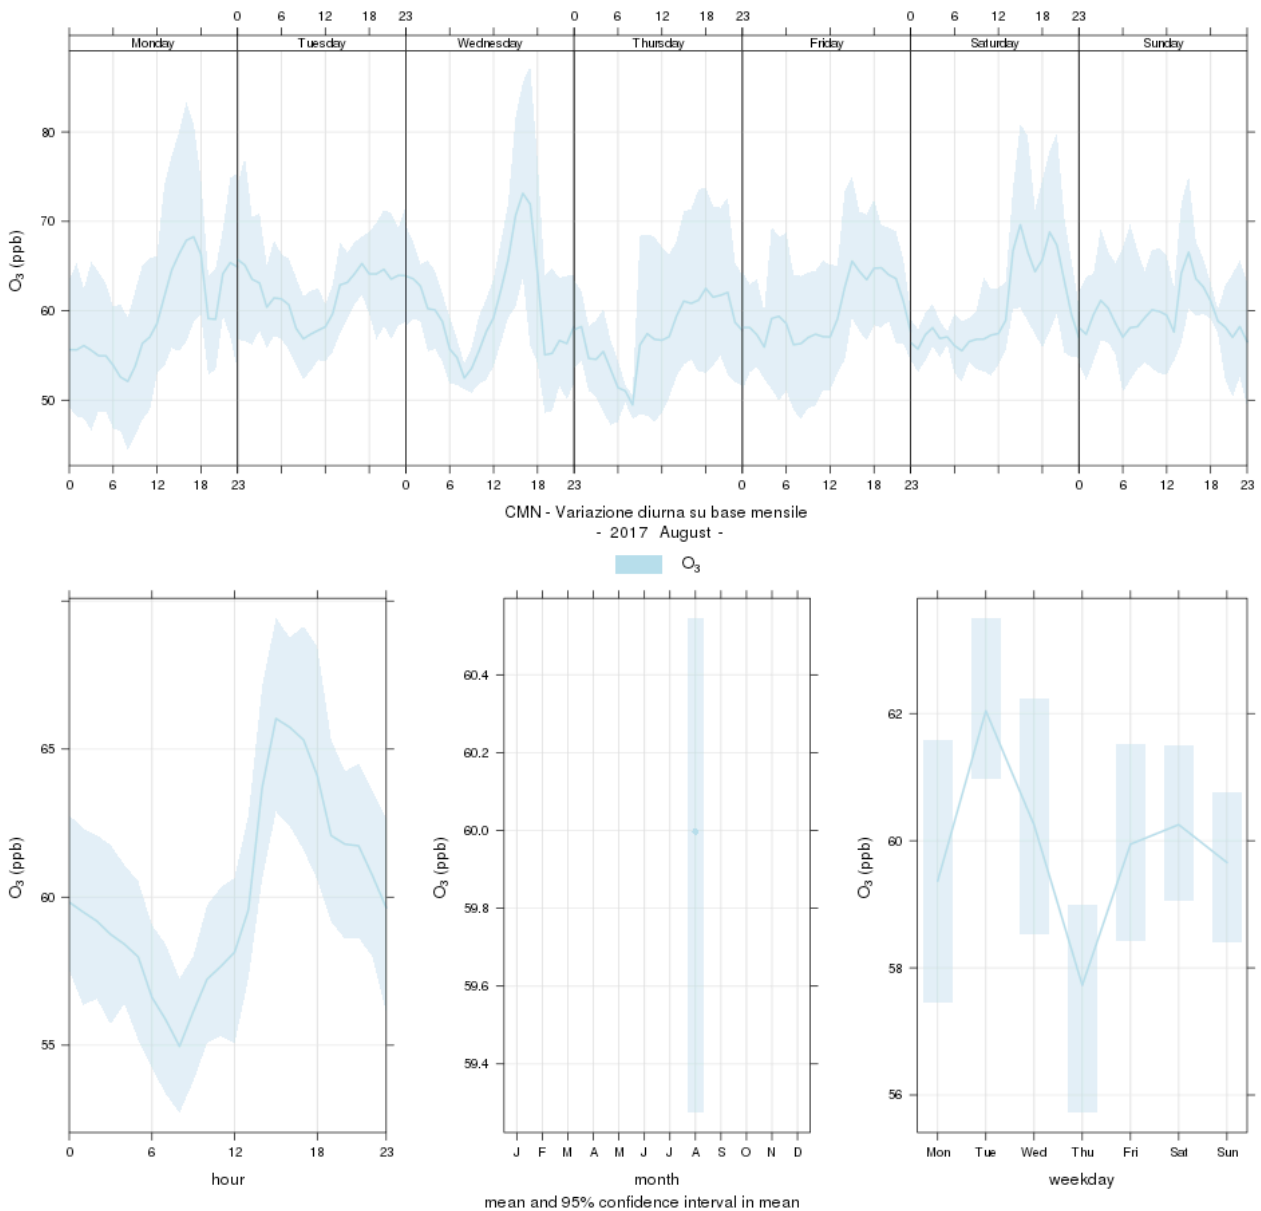 0 6 12 18 23 0 6 12 18 23 0 6 12 18 23
Monday Tuesday Wednesday Thursday Friday Saturday Sunday
80
70
60
50
O3 (ppb)
0 6 12 18 23 0 6 12 18 23 0 6 12 18 23 0 6 12 18 23
CMN - Variazione diurna su base mensile
- 2017 August -
O3
65
60
55
O3 (ppb)
0 6 12 18 23
hour
60.4
60.2
60.0
59.8
59.6
59.4
O3 (ppb)
J F M A M J J A S O N D
month
62
60
58
56
O3 (ppb)
Mon Tue Wed Thu Fri Sat Sun
weekday
mean and 95% confidence interval in mean